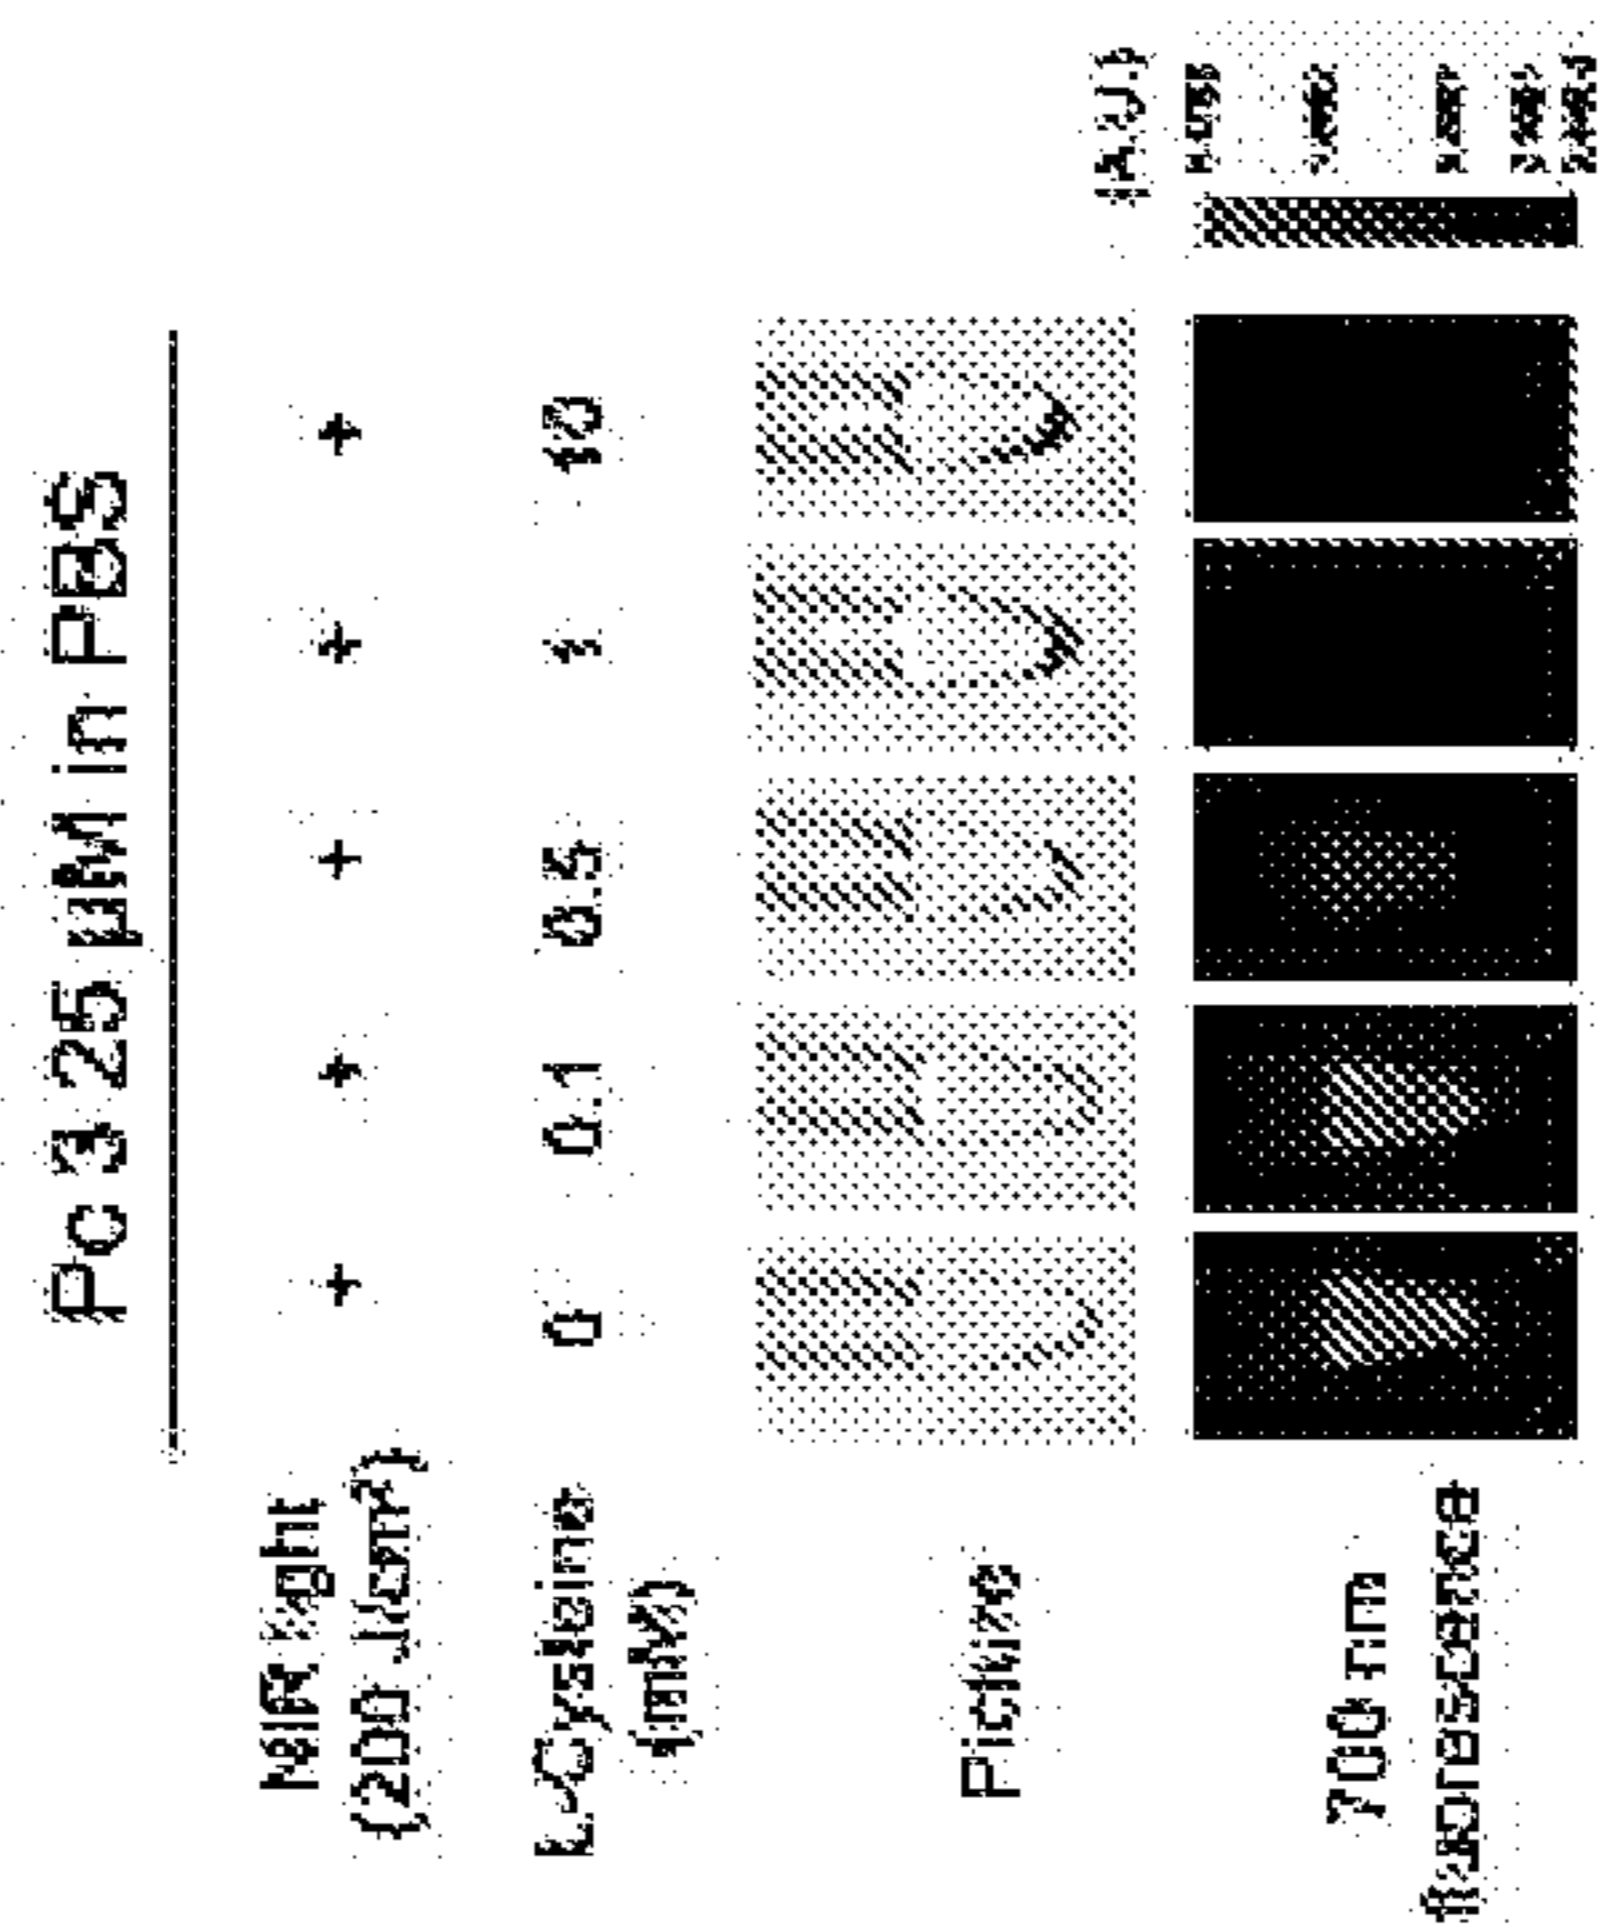 Pc 3 25 µM in PBS
NIR light
(200 J/cm²)
+ + + + +
L-Cysteine
(mM)
0 0.1 0.5 1 10
Picture
700 nm
fluorescence
(A.U.)